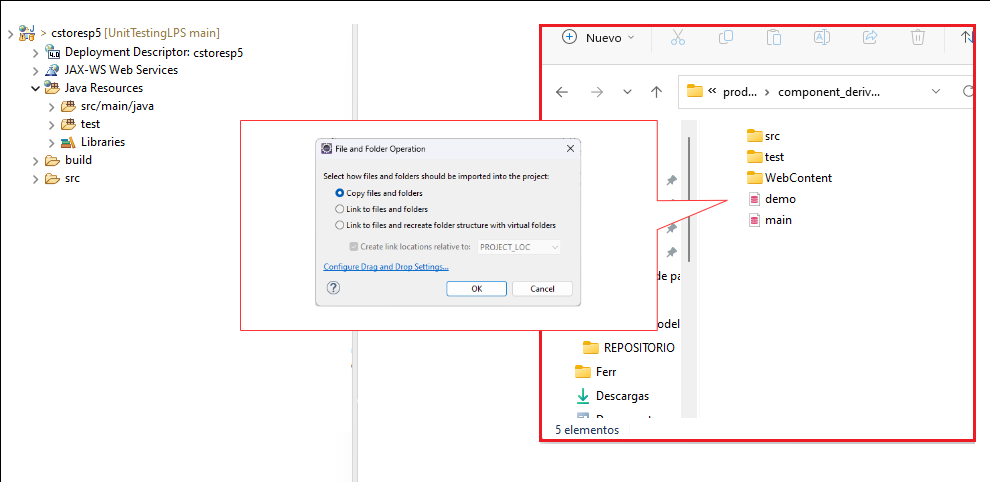 > cstoresp5 [UnitTestingLPS main]
Deployment Descriptor: cstoresp5
JAX-WS Web Services
Java Resources
src/main/java
test
Libraries
build
src
File and Folder Operation
Select how files and folders should be imported into the project:
Copy files and folders
Link to files and folders
Link to files and recreate folder structure with virtual folders
Create link locations relative to: PROJECT_LOC
Configure Drag and Drop Settings...
OK Cancel
Nuevo
« prod... > component_deriv...
src
test
WebContent
demo
main
de pa
odel
REPOSITORIO
Ferr
Descargas
5 elementos